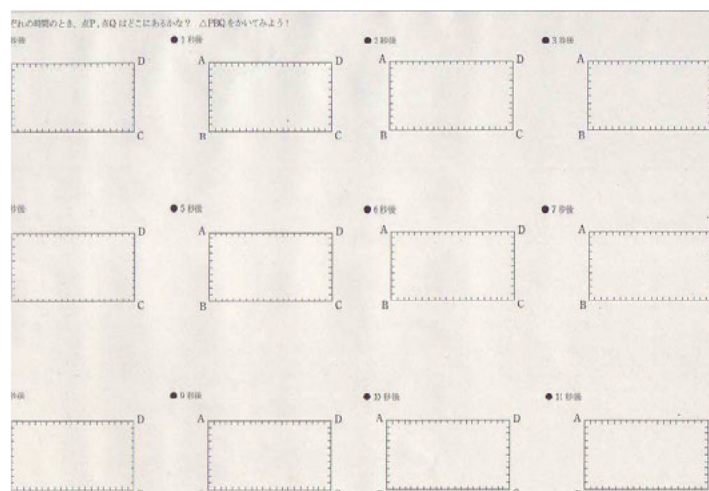 ぞれの時間のとき、点P,点Qはどこにあるかな? △PBQをかいてみよう!
秒後 ●1秒後 ●2秒後 ●3秒後
D A D A D A
C B C B C B
秒後 ●5秒後 ●6秒後 ●7秒後
D A D A D A
C B C B C B
秒後 ●9秒後 ●10秒後 ●11秒後
D A D A D A